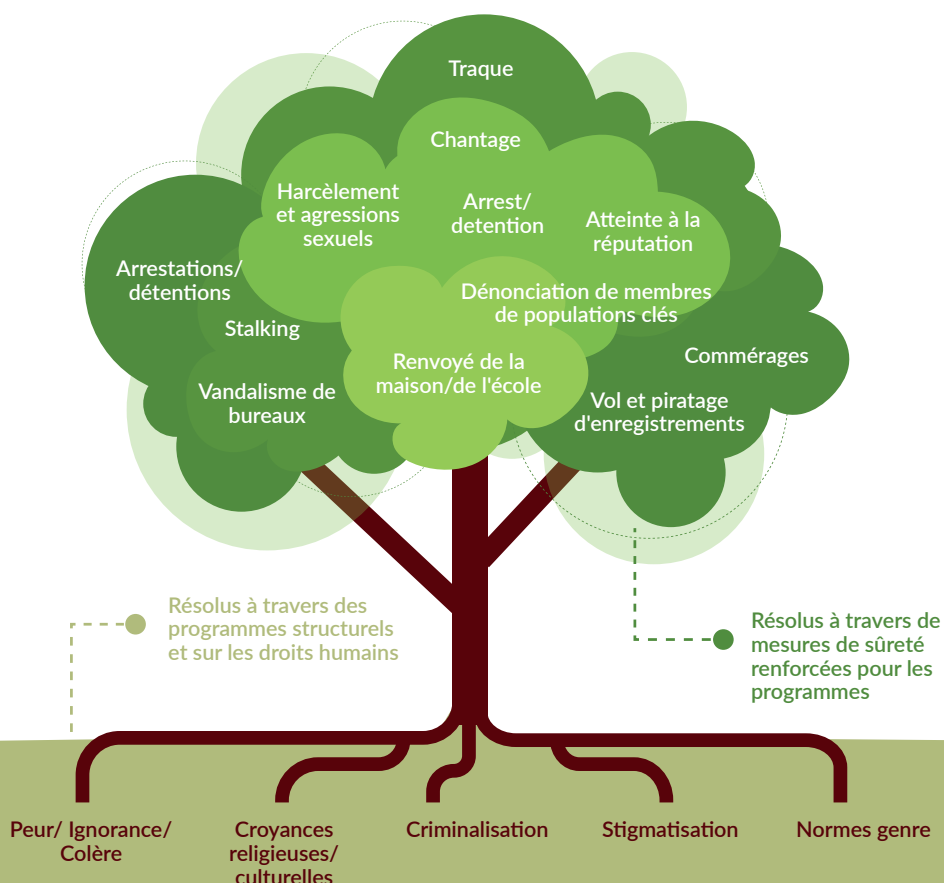 Traque
Chantage
Harcèlement
et agressions
sexuels
Arrest/
detention
Atteinte à la
réputation
Arrestations/
détentions
Dénonciation de membres
de populations clés
Stalking
Renvoyé de la
maison/de l'école
Commérages
Vandalisme de
bureaux
Vol et piratage
d'enregistrements
Résolus à travers des
programmes structurels
et sur les droits humains
Résolus à travers de
mesures de sûreté
renforcées pour les
programmes
Peur/ Ignorance/
Colère
Croyances
religieuses/
culturelles
Criminalisation
Stigmatisation
Normes genre